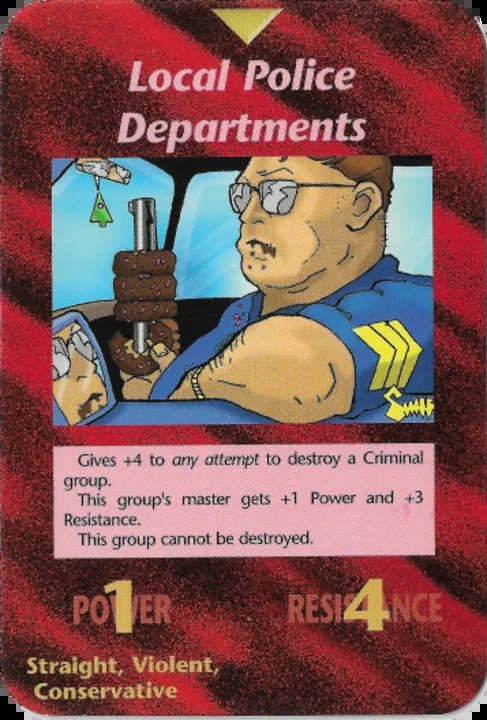 Local Police
Departments
Gives +4 to any attempt to destroy a Criminal
group.
This group's master gets +1 Power and +3
Resistance.
This group cannot be destroyed.
POWER 1 RESISTANCE 4
Straight, Violent,
Conservative